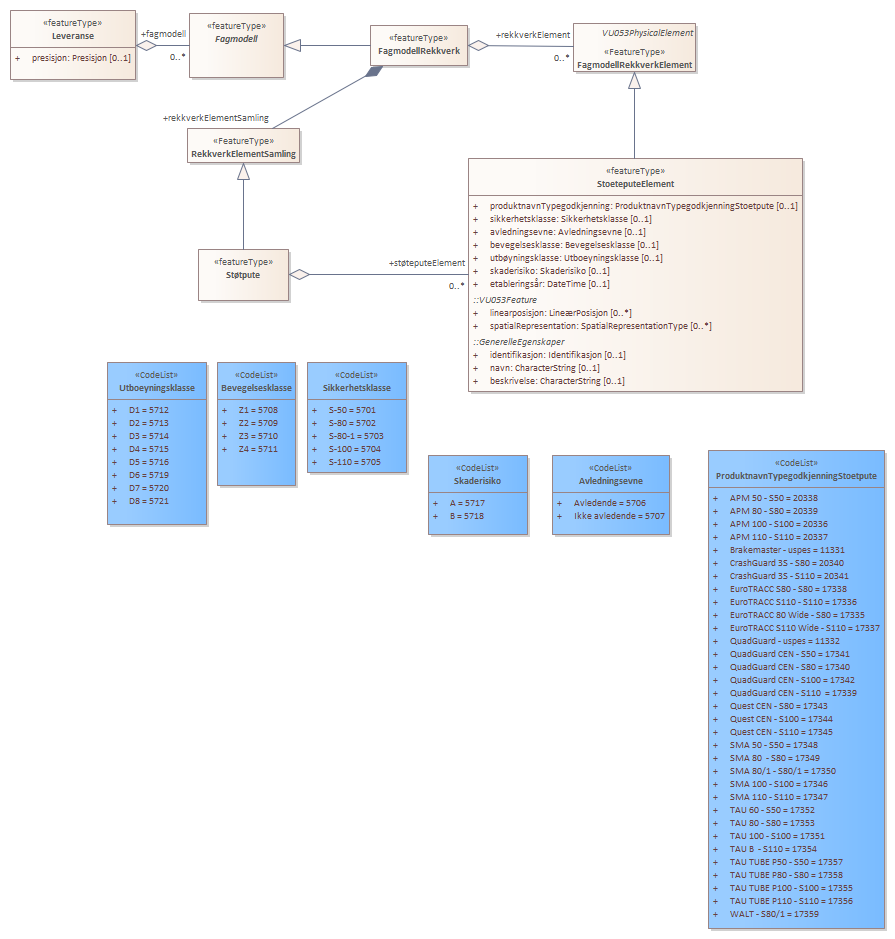 «featureType»
Leveranse
+ presisjon: Presisjon [0..1]
+fagmodell
0..*
«featureType»
Fagmodell
«featureType»
FagmodellRekkverk
+rekkverkElement
0..*
VU053PhysicalElement
«FeatureType»
FagmodellRekkverkElement
+rekkverkElementSamling
«FeatureType»
RekkverkElementSamling
«featureType»
Støtpute
+støteputeElement
0..*
«featureType»
StoeteputeElement
+ produktnavnTypegodkjenning: ProduktnavnTypegodkjenningStoetpute [0..1]
+ sikkerhetsklasse: Sikkerhetsklasse [0..1]
+ avledningsevne: Avledningsevne [0..1]
+ bevegelsesklasse: Bevegelsesklasse [0..1]
+ utbøyningsklasse: Utboeyningsklasse [0..1]
+ skaderisiko: Skaderisiko [0..1]
+ etableringsår: DateTime [0..1]
::VU053Feature
+ linearposisjon: LineærPosisjon [0..*]
+ spatialRepresentation: SpatialRepresentationType [0..*]
::GenerelleEgenskaper
+ identifikasjon: Identifikasjon [0..1]
+ navn: CharacterString [0..1]
+ beskrivelse: CharacterString [0..1]
«CodeList»
Utboeyningsklasse
+ D1 = 5712
+ D2 = 5713
+ D3 = 5714
+ D4 = 5715
+ D5 = 5716
+ D6 = 5719
+ D7 = 5720
+ D8 = 5721
«CodeList»
Bevegelsesklasse
+ Z1 = 5708
+ Z2 = 5709
+ Z3 = 5710
+ Z4 = 5711
«CodeList»
Sikkerhetsklasse
+ S-50 = 5701
+ S-80 = 5702
+ S-80-1 = 5703
+ S-100 = 5704
+ S-110 = 5705
«CodeList»
Skaderisiko
+ A = 5717
+ B = 5718
«CodeList»
Avledningsevne
+ Avledende = 5706
+ Ikke avledende = 5707
«CodeList»
ProduktnavnTypegodkjenningStoetpute
+ APM 50 - S50 = 20338
+ APM 80 - S80 = 20339
+ APM 100 - S100 = 20336
+ APM 110 - S110 = 20337
+ Brakemaster - uspes = 11331
+ CrashGuard 3S - S80 = 20340
+ CrashGuard 3S - S110 = 20341
+ EuroTRACC S80 - S80 = 17338
+ EuroTRACC S110 - S110 = 17336
+ EuroTRACC 80 Wide - S80 = 17335
+ EuroTRACC S110 Wide - S110 = 17337
+ QuadGuard - uspes = 11332
+ QuadGuard CEN - S50 = 17341
+ QuadGuard CEN - S80 = 17340
+ QuadGuard CEN - S100 = 17342
+ QuadGuard CEN - S110 = 17339
+ Quest CEN - S80 = 17343
+ Quest CEN - S100 = 17344
+ Quest CEN - S110 = 17345
+ SMA 50 - S50 = 17348
+ SMA 80 - S80 = 17349
+ SMA 80/1 - S80/1 = 17350
+ SMA 100 - S100 = 17346
+ SMA 110 - S110 = 17347
+ TAU 60 - S50 = 17352
+ TAU 80 - S80 = 17353
+ TAU 100 - S100 = 17351
+ TAU B - S110 = 17354
+ TAU TUBE P50 - S50 = 17357
+ TAU TUBE P80 - S80 = 17358
+ TAU TUBE P100 - S100 = 17355
+ TAU TUBE P110 - S110 = 17356
+ WALT - S80/1 = 17359